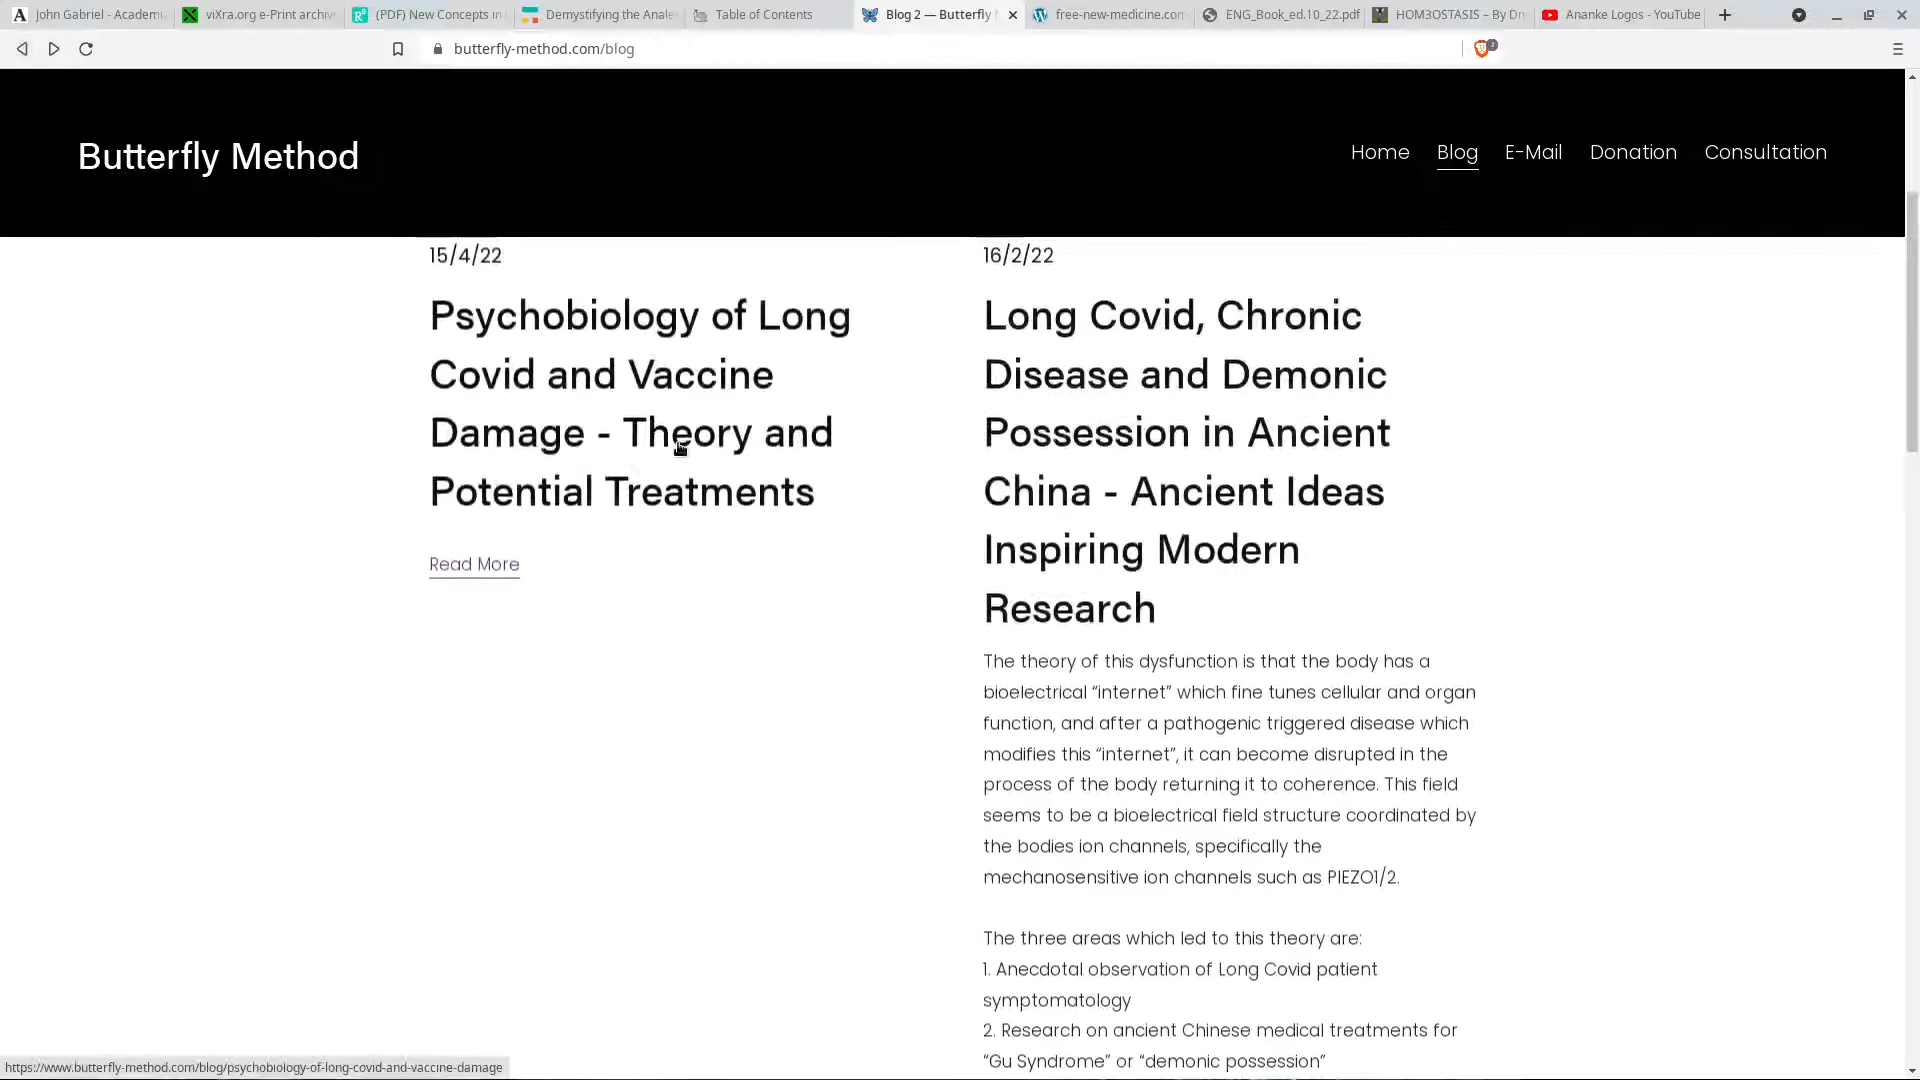 John Gabriel - Academi
viXra.org e-Print archiv
(PDF) New Concepts in
Demystifying the Anale
Table of Contents
Blog 2 — Butterfly
free-new-medicine.com
ENG_Book_ed.10_22.pdf
HOM3OSTASIS – By Dr
Ananke Logos - YouTube
butterfly-method.com/blog
Butterfly Method
Home
Blog
E-Mail
Donation
Consultation
15/4/22
Psychobiology of Long
Covid and Vaccine
Damage - Theory and
Potential Treatments
Read More
16/2/22
Long Covid, Chronic
Disease and Demonic
Possession in Ancient
China - Ancient Ideas
Inspiring Modern
Research
The theory of this dysfunction is that the body has a
bioelectrical “internet” which fine tunes cellular and organ
function, and after a pathogenic triggered disease which
modifies this “internet”, it can become disrupted in the
process of the body returning it to coherence. This field
seems to be a bioelectrical field structure coordinated by
the bodies ion channels, specifically the
mechanosensitive ion channels such as PIEZO1/2.
The three areas which led to this theory are:
1. Anecdotal observation of Long Covid patient
symptomatology
2. Research on ancient Chinese medical treatments for
“Gu Syndrome” or “demonic possession”
https://www.butterfly-method.com/blog/psychobiology-of-long-covid-and-vaccine-damage